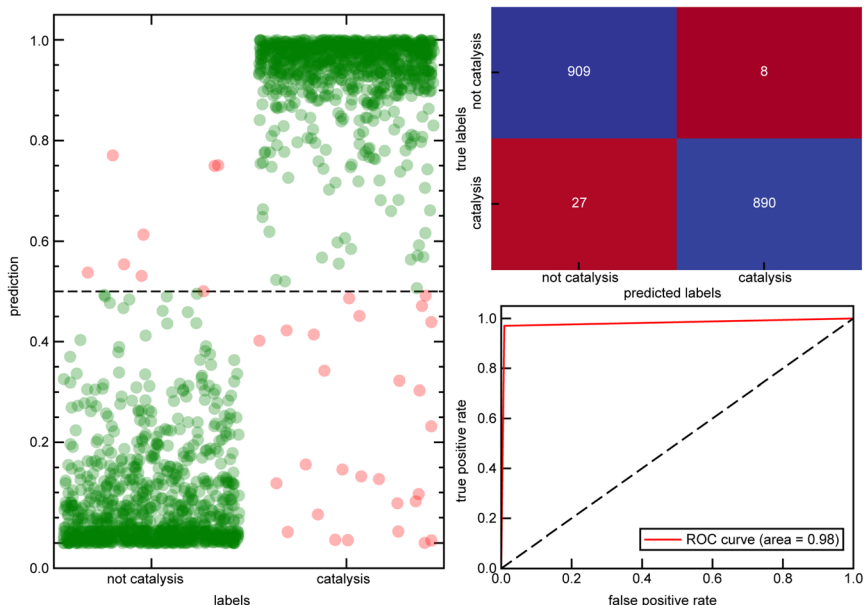 1.0
0.8
0.6
0.4
0.2
0.0
prediction
not catalysis
catalysis
labels
909
8
27
890
true labels
not catalysis
catalysis
not catalysis
catalysis
predicted labels
1.0
0.8
0.6
0.4
0.2
0.0
true positive rate
ROC curve (area = 0.98)
0.0
0.2
0.4
0.6
0.8
1.0
false positive rate